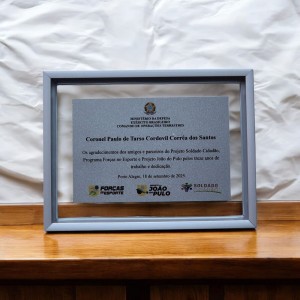 MINISTÉRIO DA DEFESA
EXÉRCITO BRASILEIRO
COMANDO DE OPERAÇÕES TERRESTRES
Coronel Paulo de Tarso Cordovil Corrêa dos Santos
Os agradecimentos dos amigos e parceiros do Projeto Soldado Cidadão,
Programa Forças no Esporte e Projeto João do Pulo pelos treze anos de
trabalho e dedicação.
Porto Alegre, 18 de setembro de 2025.
FORÇAS
NO ESPORTE
JOÃO
DO PULO
SOLDADO